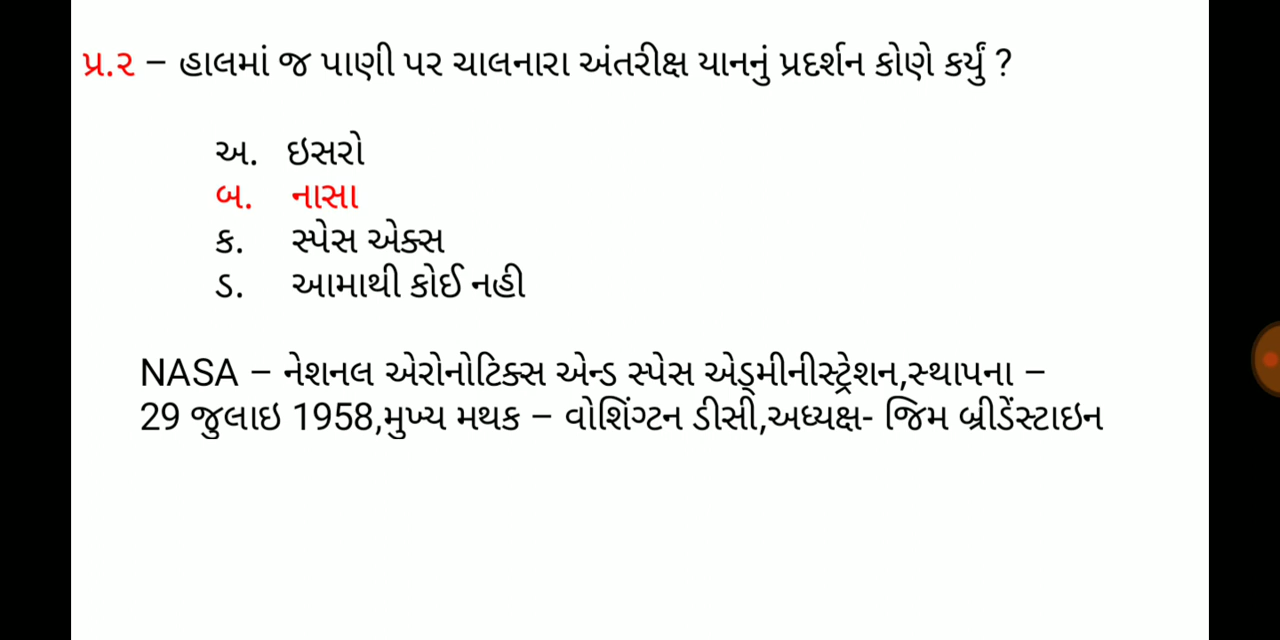 પ્ર.૨ – હાલમાં જ પાણી પર ચાલનારા અંતરીક્ષ યાનનું પ્રદર્શન કોણે કર્યું ?
અ. ઇસરો
બ. નાસા
ક. સ્પેસ એક્સ
ડ. આમાથી કોઈ નહી
NASA – નેશનલ એરોનોટિક્સ એન્ડ સ્પેસ એડ્મીનીસ્ટ્રેશન,સ્થાપના –
29 જુલાઇ 1958,મુખ્ય મથક – વોશિંગ્ટન ડીસી,અધ્યક્ષ- જિમ બ્રીડેંસ્ટાઇન